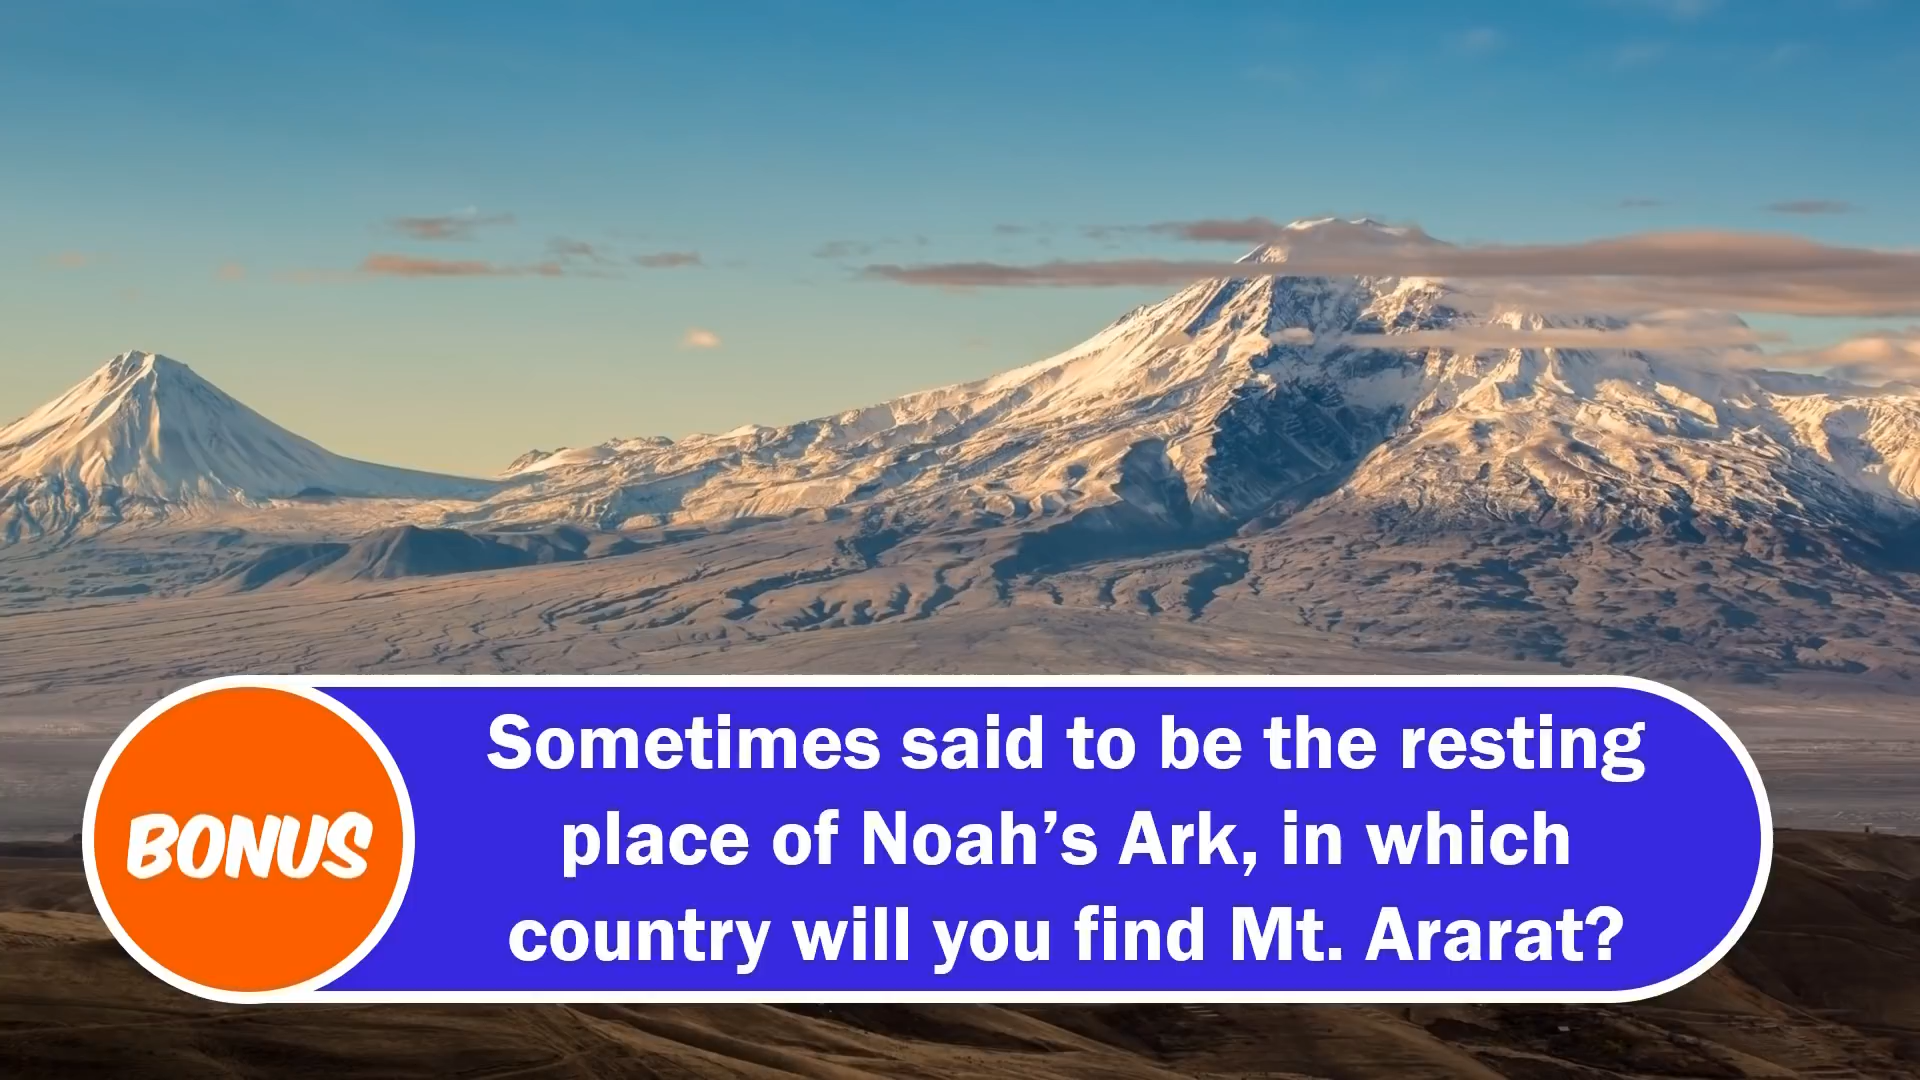 BONUS
Sometimes said to be the resting
place of Noah’s Ark, in which
country will you find Mt. Ararat?